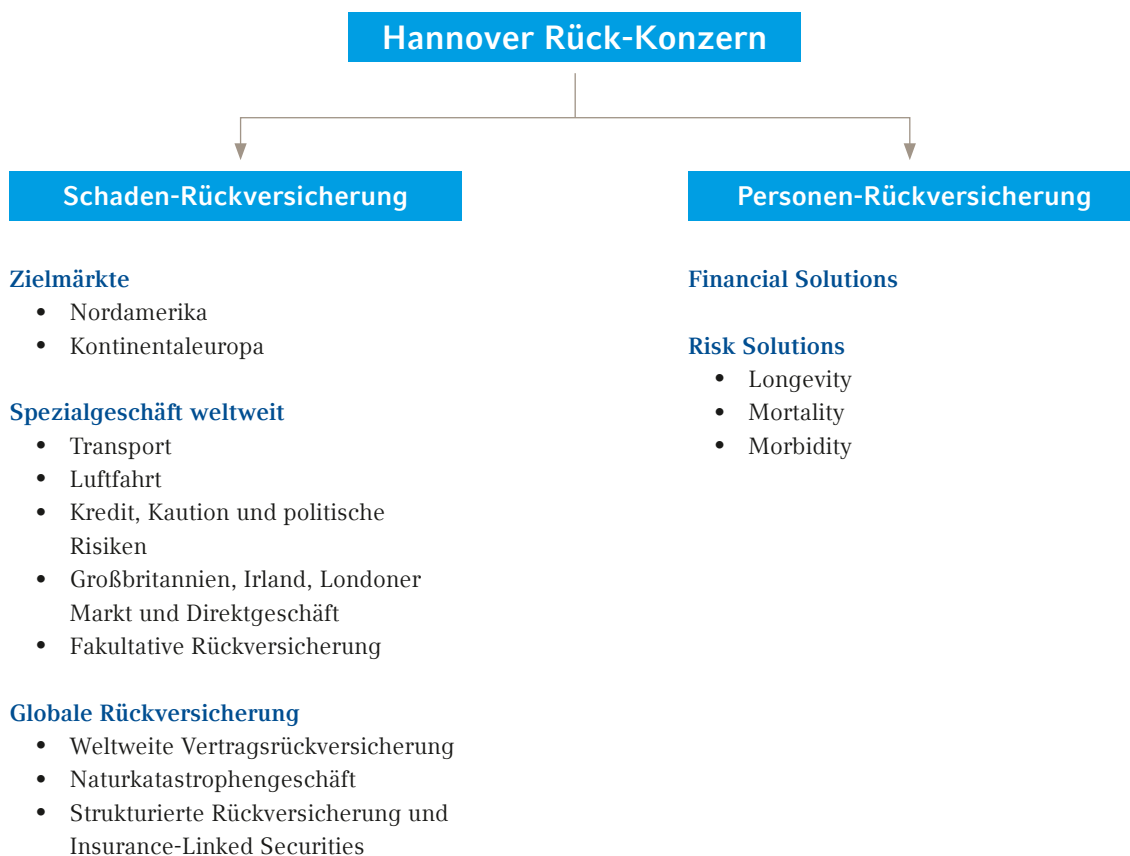 Hannover Rück-Konzern
Schaden-Rückversicherung
Zielmärkte
• Nordamerika
• Kontinentaleuropa
Spezialgeschäft weltweit
• Transport
• Luftfahrt
• Kredit, Kaution und politische
Risiken
• Großbritannien, Irland, Londoner
Markt und Direktgeschäft
• Fakultative Rückversicherung
Globale Rückversicherung
• Weltweite Vertragsrückversicherung
• Naturkatastrophengeschäft
• Strukturierte Rückversicherung und
Insurance-Linked Securities
Personen-Rückversicherung
Financial Solutions
Risk Solutions
• Longevity
• Mortality
• Morbidity